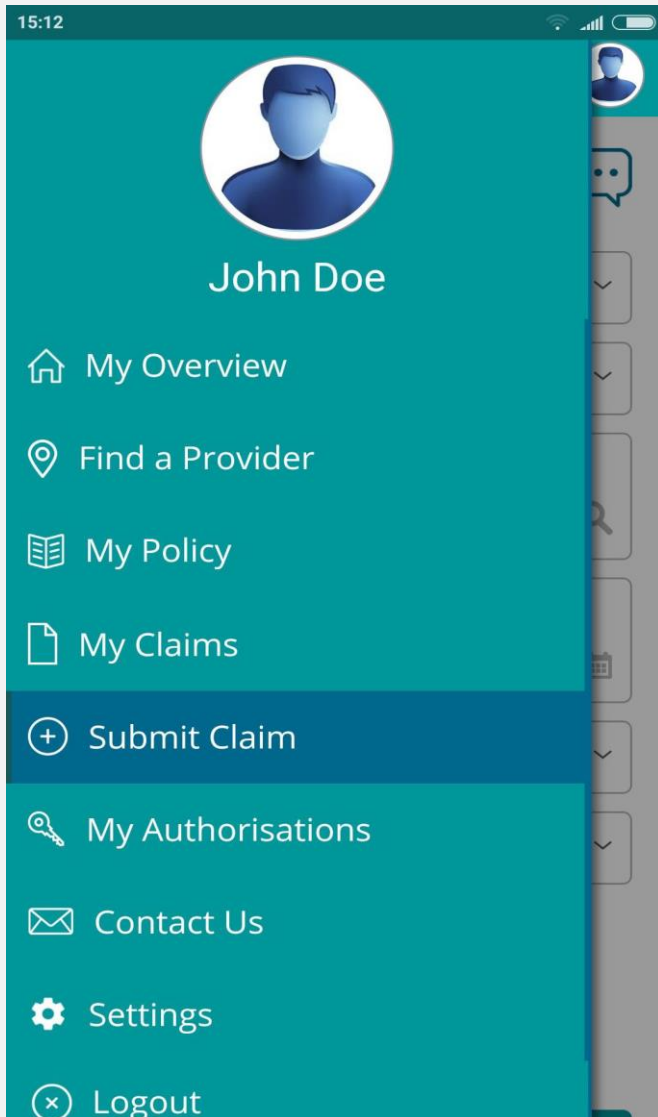 15:12
John Doe
My Overview
Find a Provider
My Policy
My Claims
Submit Claim
My Authorisations
Contact Us
Settings
Logout